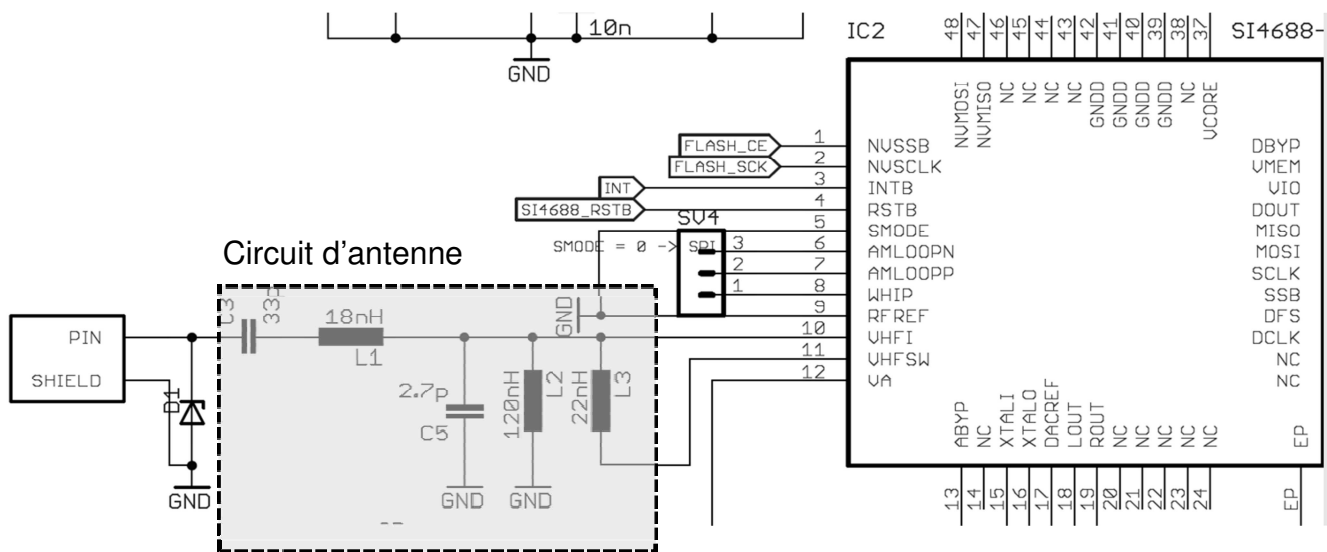 10n
GND
IC2
SI4688-
48 47 46 45 44 43 42 41 40 39 38 37
NVMOSI NVMISO NC NC NC NC GNDD GNDD GNDD GNDD NC VCORE
FLASH_CE 1 NVSSB DBYP
FLASH_SCK 2 NVSCLK VMEM
INT 3 INTB VIO
SI4688_RSTB 4 RSTB DOUT
SV4 5 SMODE MISO
SMODE = 0 -> SPI 3 6 AMLOOPN MOSI
2 7 AMLOOPP SCLK
1 8 WHIP SSB
9 RFREF DFS
10 VHFI DCLK
11 VHFSW NC
12 VA NC
Circuit d'antenne
C3
GND
18nH
L1
PIN
SHIELD
D1
GND
2.7p
C5
GND
120nH
L2
GND
22nH
L3
ABYP NC XTALI XTALO DACREF LOUT ROUT NC NC NC NC NC EP
13 14 15 16 17 18 19 20 21 22 23 24 EP